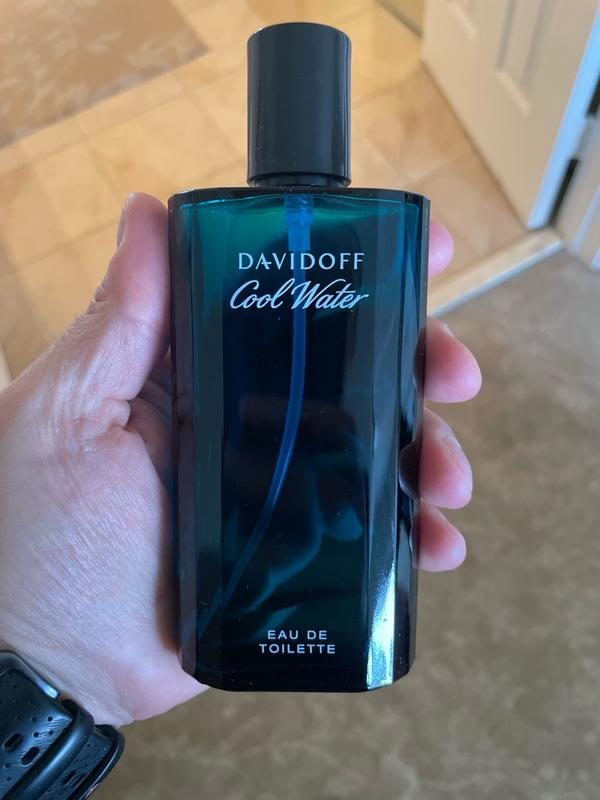 DAVIDOFF
Cool Water
EAU DE
TOILETTE